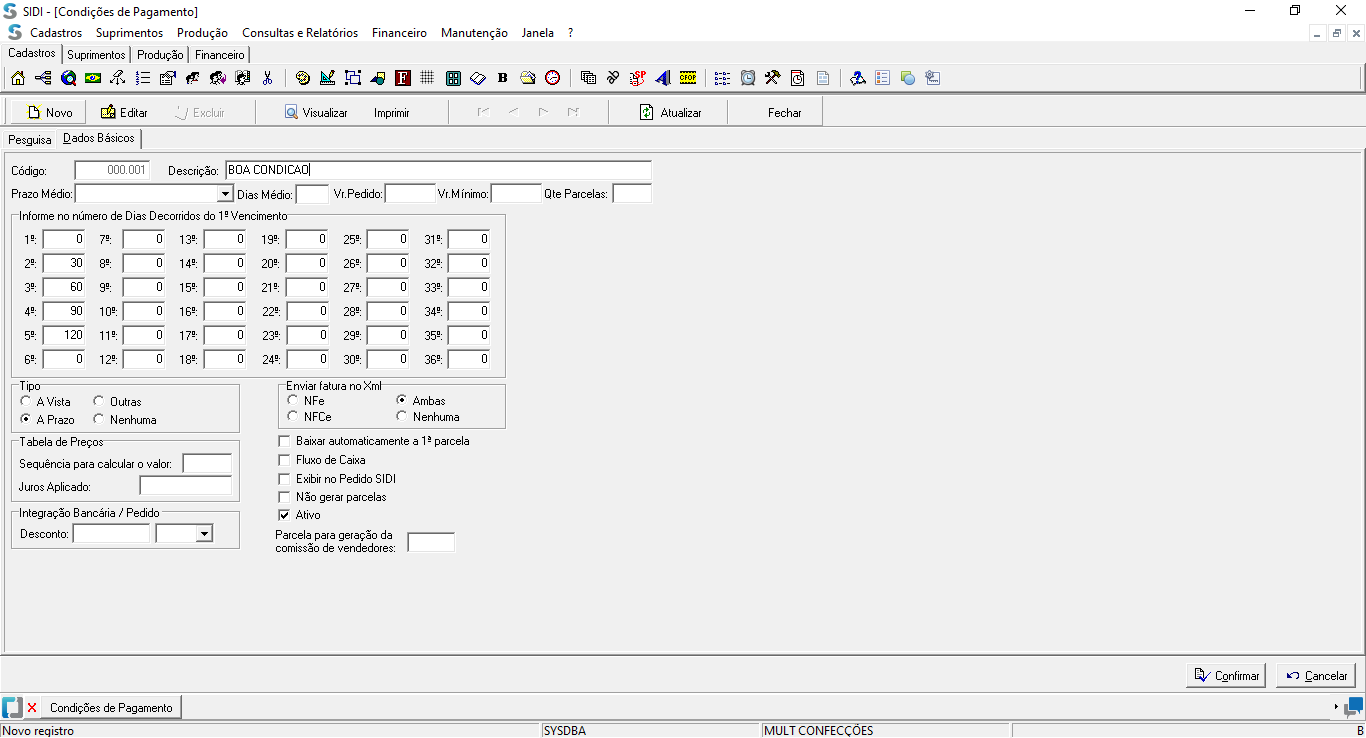 SIDI - [Condições de Pagamento]
Cadastros Suprimentos Produção Consultas e Relatórios Financeiro Manutenção Janela ?
Cadastros Suprimentos Produção Financeiro
F B SP CFOP
Novo Editar Excluir Visualizar Imprimir Atualizar Fechar
Pesquisa Dados Básicos
Código: 000.001 Descrição: BOA CONDICAO
Prazo Médio: Dias Médio: Vr.Pedido: Vr.Mínimo: Qte Parcelas:
Informe no número de Dias Decorridos do 1º Vencimento
1º: 0 7º: 0 13º: 0 19º: 0 25º: 0 31º: 0
2º: 30 8º: 0 14º: 0 20º: 0 26º: 0 32º: 0
3º: 60 9º: 0 15º: 0 21º: 0 27º: 0 33º: 0
4º: 90 10º: 0 16º: 0 22º: 0 28º: 0 34º: 0
5º: 120 11º: 0 17º: 0 23º: 0 29º: 0 35º: 0
6º: 0 12º: 0 18º: 0 24º: 0 30º: 0 36º: 0
Tipo
A Vista Outras
A Prazo Nenhuma
Enviar fatura no Xml
NFe Ambas
NFCe Nenhuma
Tabela de Preços
Sequência para calcular o valor:
Juros Aplicado:
Integração Bancária / Pedido
Desconto:
Baixar automaticamente a 1ª parcela
Fluxo de Caixa
Exibir no Pedido SIDI
Não gerar parcelas
Ativo
Parcela para geração da
comissão de vendedores:
Confirmar Cancelar
Condições de Pagamento
Novo registro SYSDBA MULT CONFECÇÕES B